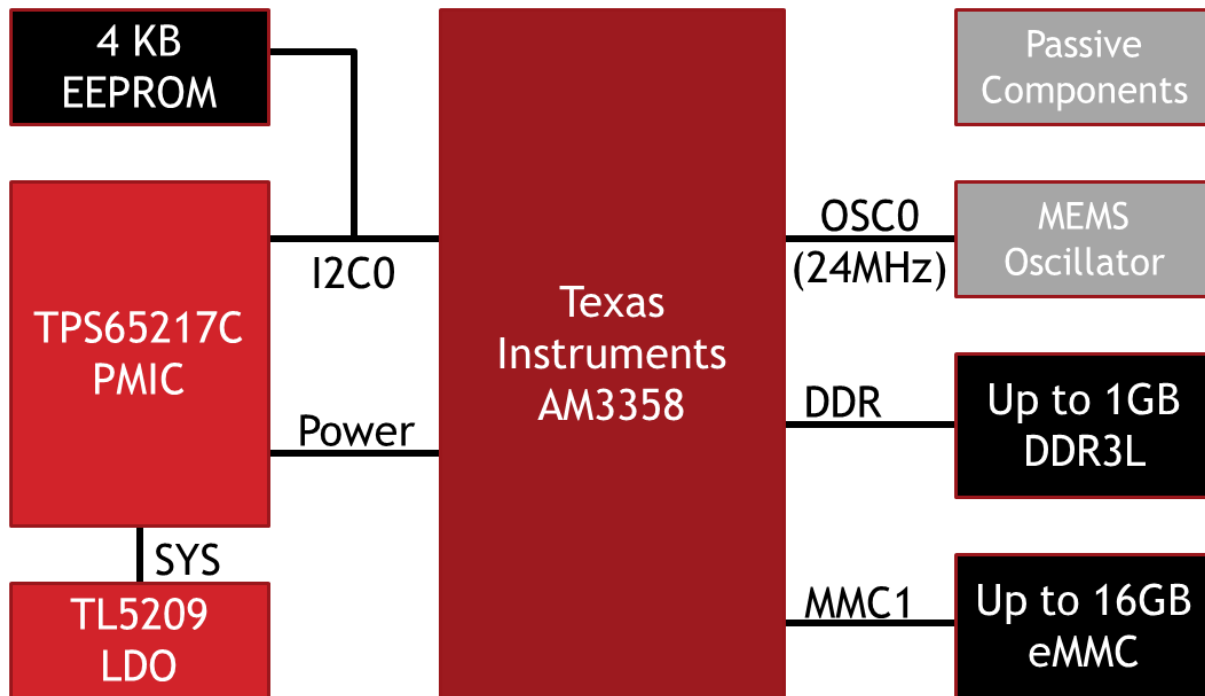 4 KB
EEPROM
TPS65217C
PMIC
I2C0
Power
SYS
TL5209
LDO
Texas
Instruments
AM3358
Passive
Components
OSC0
(24MHz)
MEMS
Oscillator
DDR
Up to 1GB
DDR3L
MMC1
Up to 16GB
eMMC